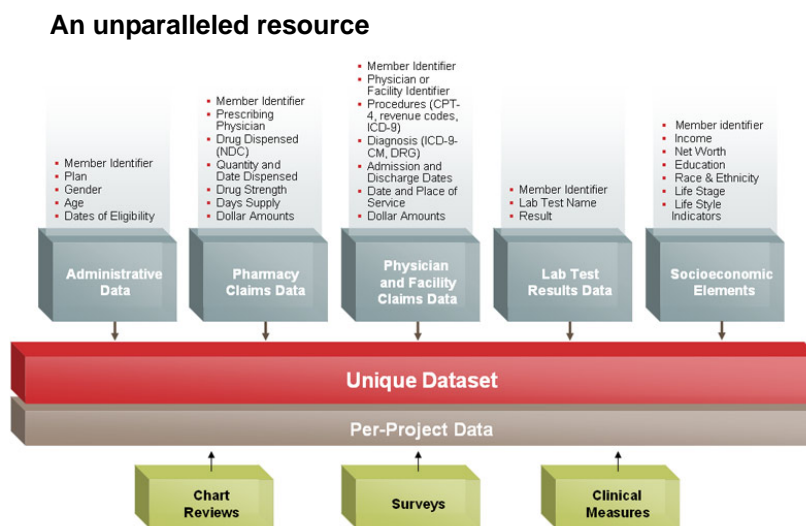 An unparalleled resource
Member Identifier
Plan
Gender
Age
Dates of Eligibility
Administrative
Data
Member Identifier
Prescribing
Physician
Drug Dispensed
(NDC)
Quantity and
Date Dispensed
Drug Strength
Days Supply
Dollar Amounts
Pharmacy
Claims Data
Member Identifier
Physician or
Facility Identifier
Procedures (CPT-
4, revenue codes,
ICD-9)
Diagnosis (ICD-9-
CM, DRG)
Admission and
Discharge Dates
Date and Place of
Service
Dollar Amounts
Physician
and Facility
Claims Data
Member Identifier
Lab Test Name
Result
Lab Test
Results Data
Member identifier
Income
Net Worth
Education
Race & Ethnicity
Life Stage
Life Style
Indicators
Socioeconomic
Elements
Unique Dataset
Per-Project Data
Chart
Reviews
Surveys
Clinical
Measures